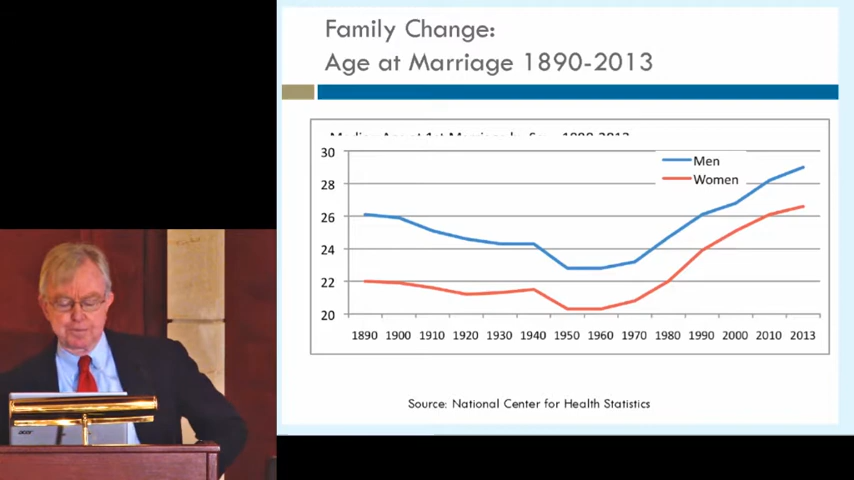 Family Change:
Age at Marriage 1890-2013
30
Men
Women
28
26
24
22
20
1890 1900 1910 1920 1930 1940 1950 1960 1970 1980 1990 2000 2010 2013
Source: National Center for Health Statistics
acer